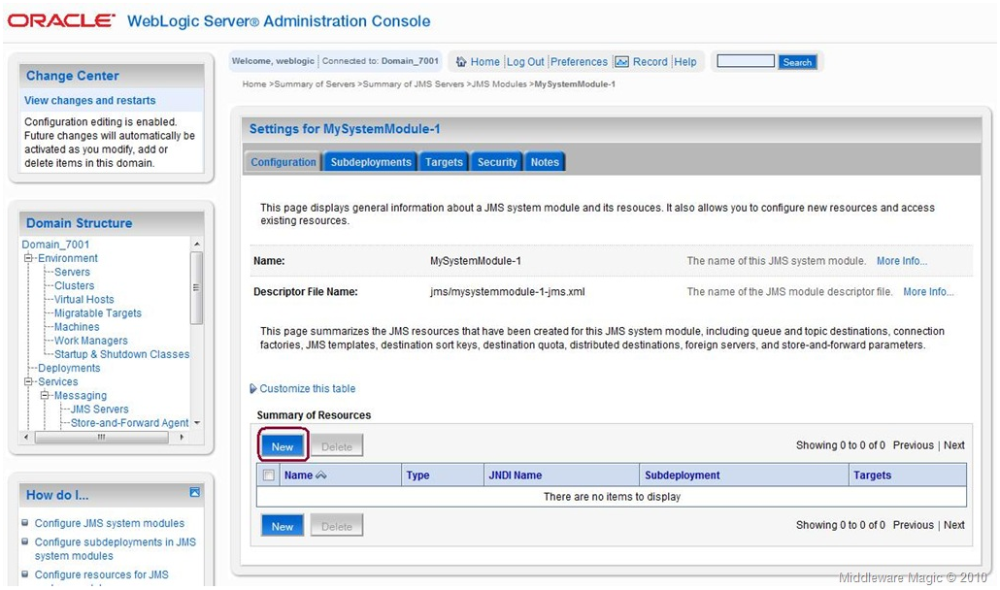 ORACLE WebLogic Server® Administration Console
Change Center
View changes and restarts
Configuration editing is enabled.
Future changes will automatically be
activated as you modify, add or
delete items in this domain.
Domain Structure
Domain_7001
Environment
Servers
Clusters
Virtual Hosts
Migratable Targets
Machines
Work Managers
Startup & Shutdown Classes
Deployments
Services
Messaging
JMS Servers
Store-and-Forward Agent
How do I...
Configure JMS system modules
Configure subdeployments in JMS
system modules
Configure resources for JMS
Welcome, weblogic Connected to: Domain_7001 Home Log Out Preferences Record Help Search
Home >Summary of Servers >Summary of JMS Servers >JMS Modules >MySystemModule-1
Settings for MySystemModule-1
Configuration Subdeployments Targets Security Notes
This page displays general information about a JMS system module and its resouces. It also allows you to configure new resources and access
existing resources.
Name: MySystemModule-1 The name of this JMS system module. More Info...
Descriptor File Name: jms/mysystemmodule-1-jms.xml The name of the JMS module descriptor file. More Info...
This page summarizes the JMS resources that have been created for this JMS system module, including queue and topic destinations, connection
factories, JMS templates, destination sort keys, destination quota, distributed destinations, foreign servers, and store-and-forward parameters.
Customize this table
Summary of Resources
New Delete Showing 0 to 0 of 0 Previous | Next
Name Type JNDI Name Subdeployment Targets
There are no items to display
New Delete Showing 0 to 0 of 0 Previous | Next
Middleware Magic © 2010